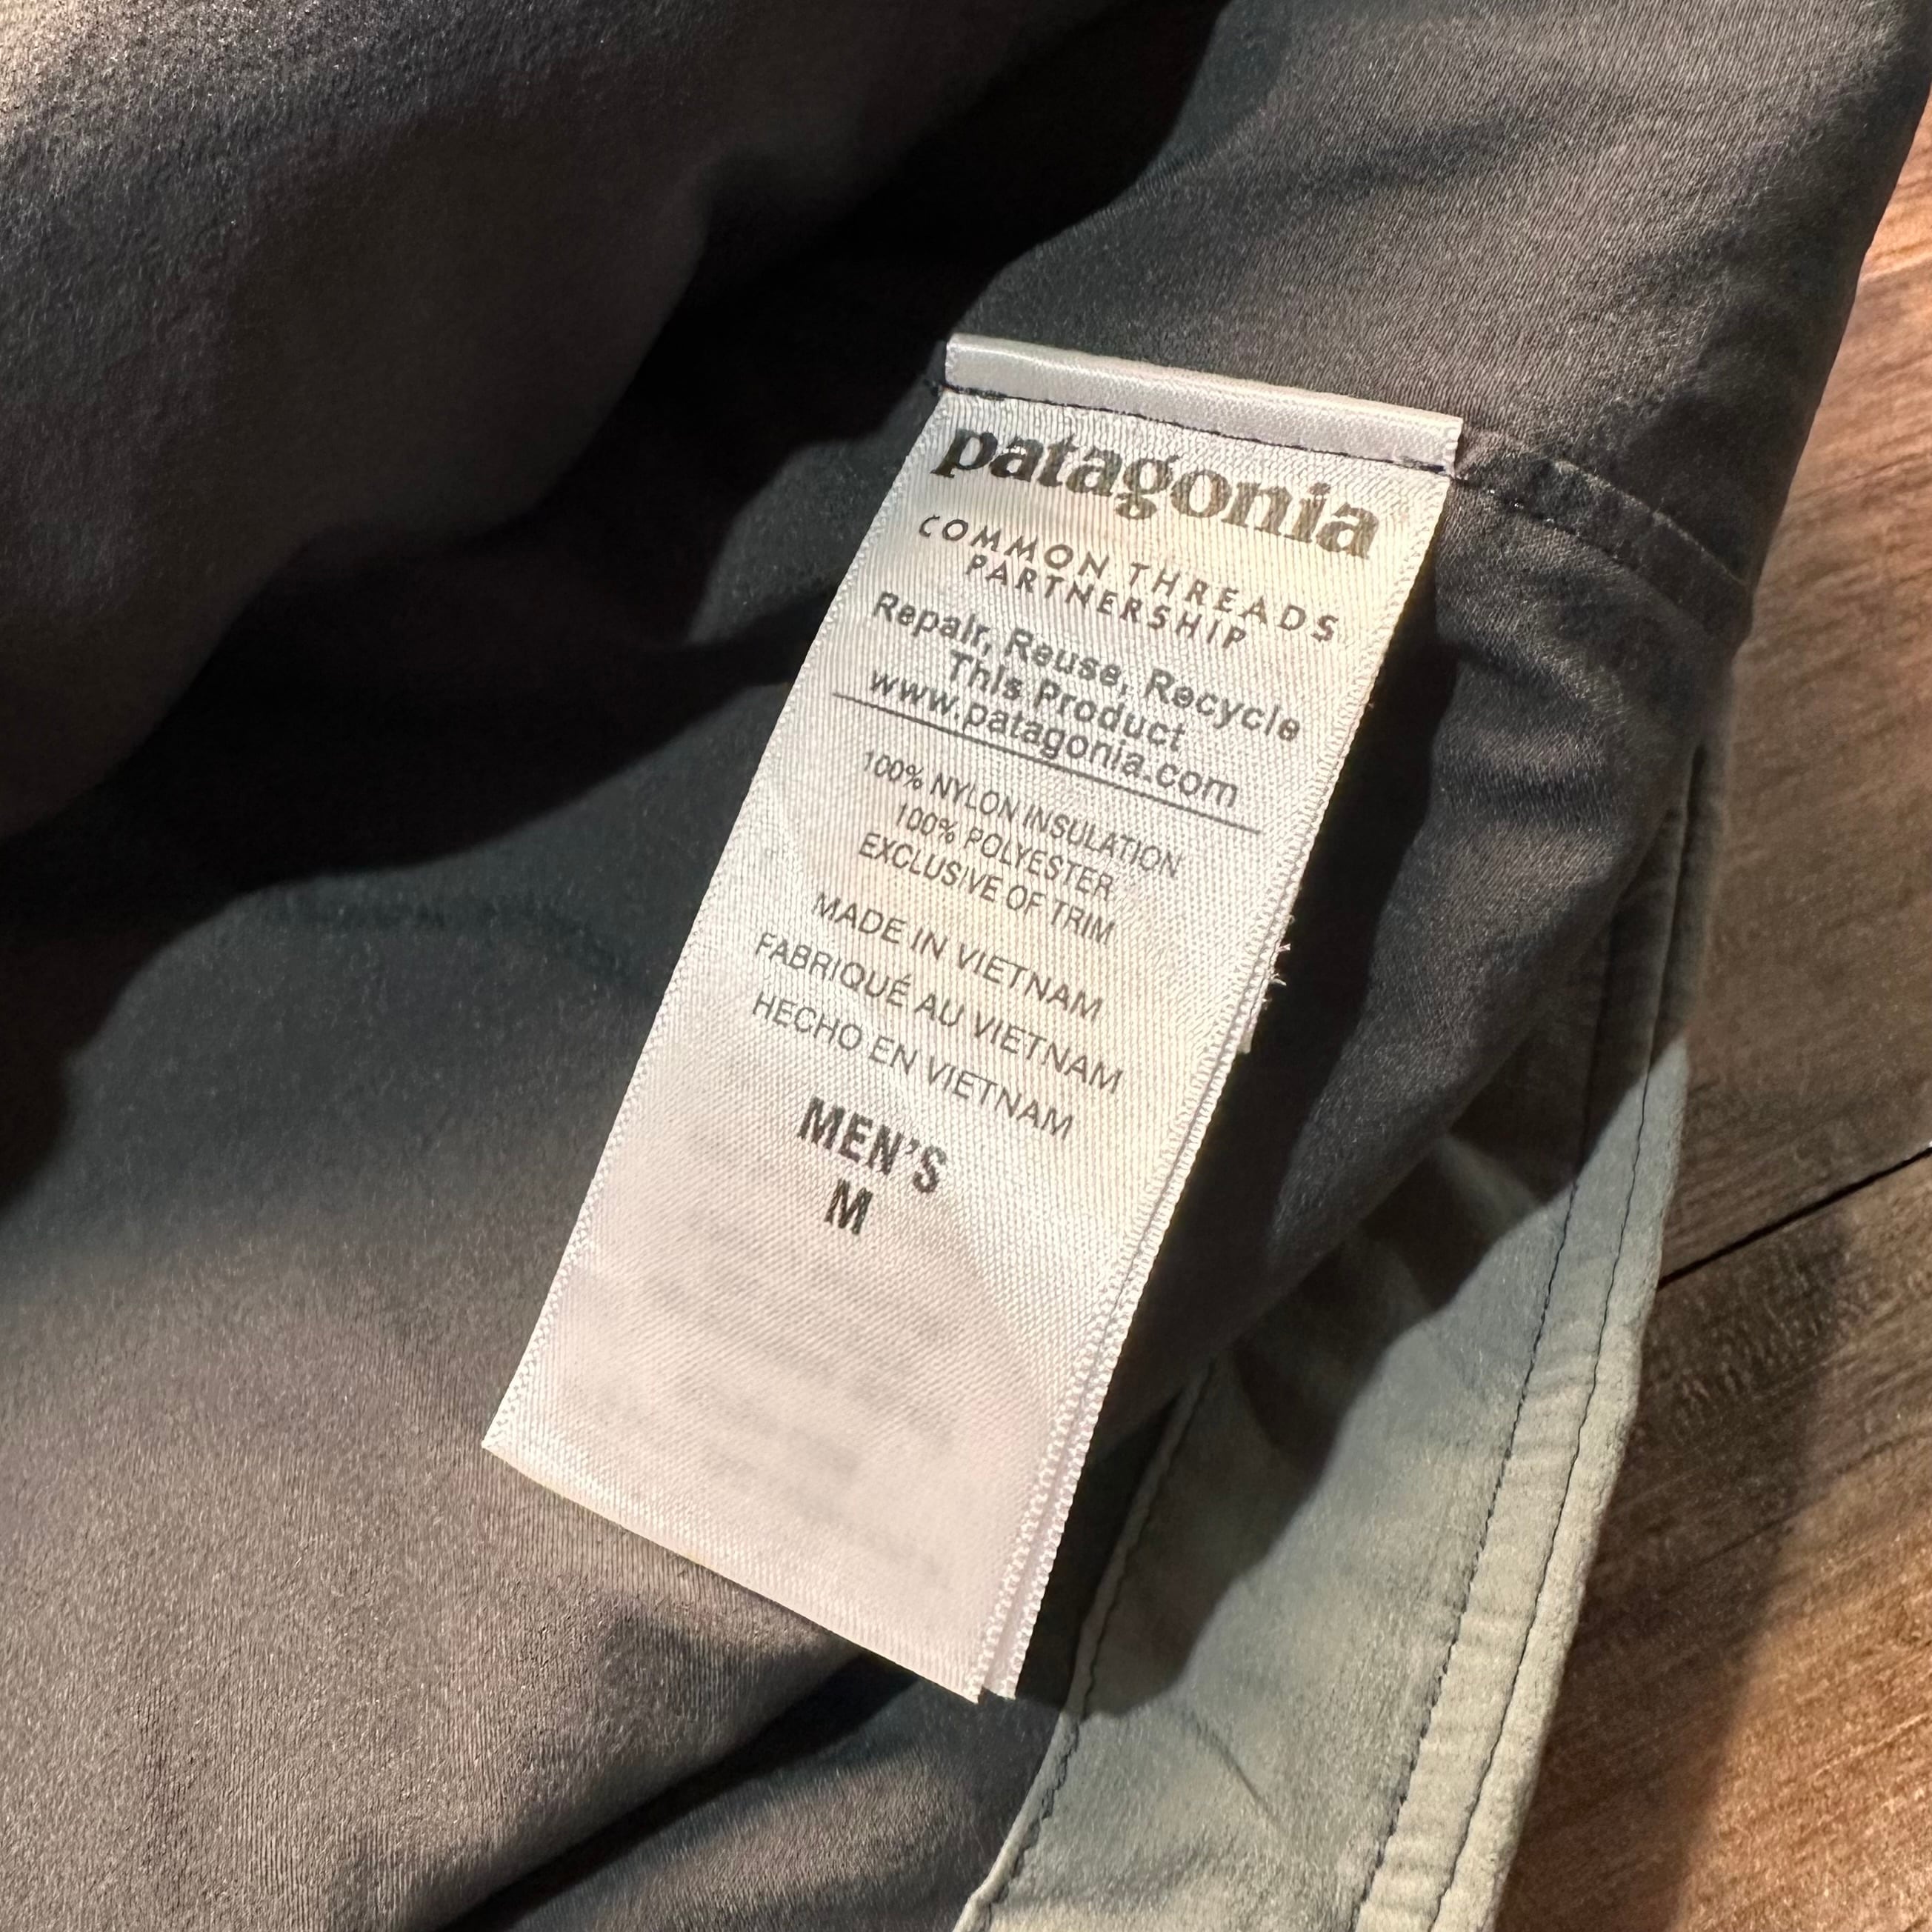 patagonia
COMMON THREADS
PARTNERSHIP
Repair, Reuse, Recycle
This Product
www.patagonia.com
100% NYLON INSULATION
100% POLYESTER
EXCLUSIVE OF TRIM
MADE IN VIETNAM
FABRIQUÉ AU VIETNAM
HECHO EN VIETNAM
MEN'S
M